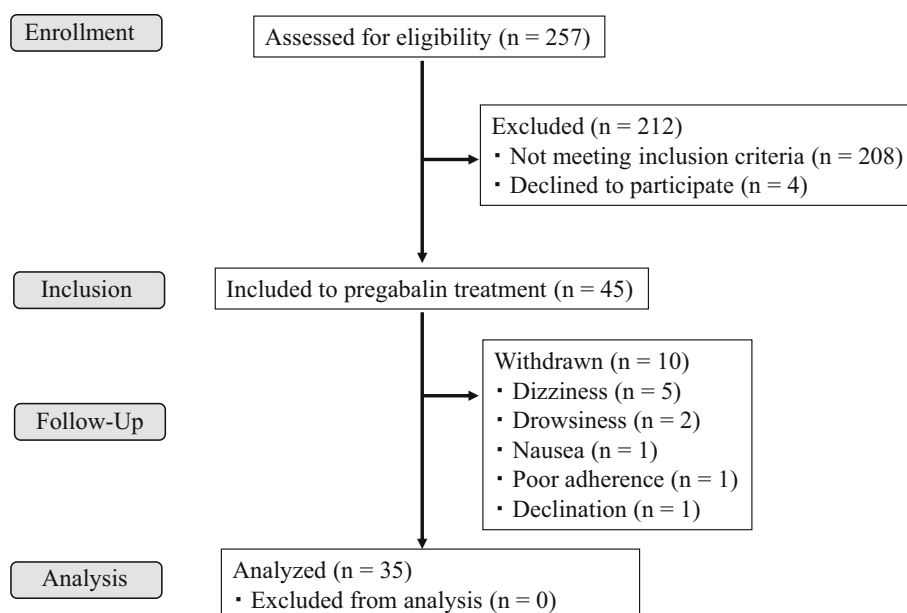 Enrollment
Assessed for eligibility (n = 257)
Excluded (n = 212)
・Not meeting inclusion criteria (n = 208)
・Declined to participate (n = 4)
Inclusion
Included to pregabalin treatment (n = 45)
Withdrawn (n = 10)
・Dizziness (n = 5)
・Drowsiness (n = 2)
・Nausea (n = 1)
・Poor adherence (n = 1)
・Declination (n = 1)
Follow-Up
Analysis
Analyzed (n = 35)
・Excluded from analysis (n = 0)